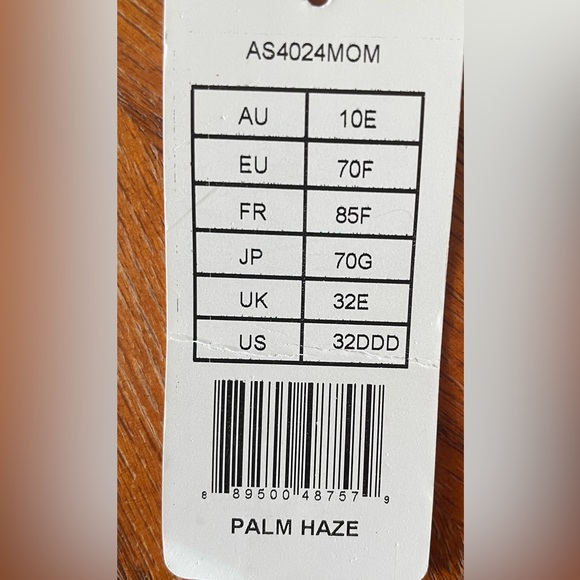 AS4024MOM
AU 10E
EU 70F
FR 85F
JP 70G
UK 32E
US 32DDD
8 89500 48757 9
PALM HAZE